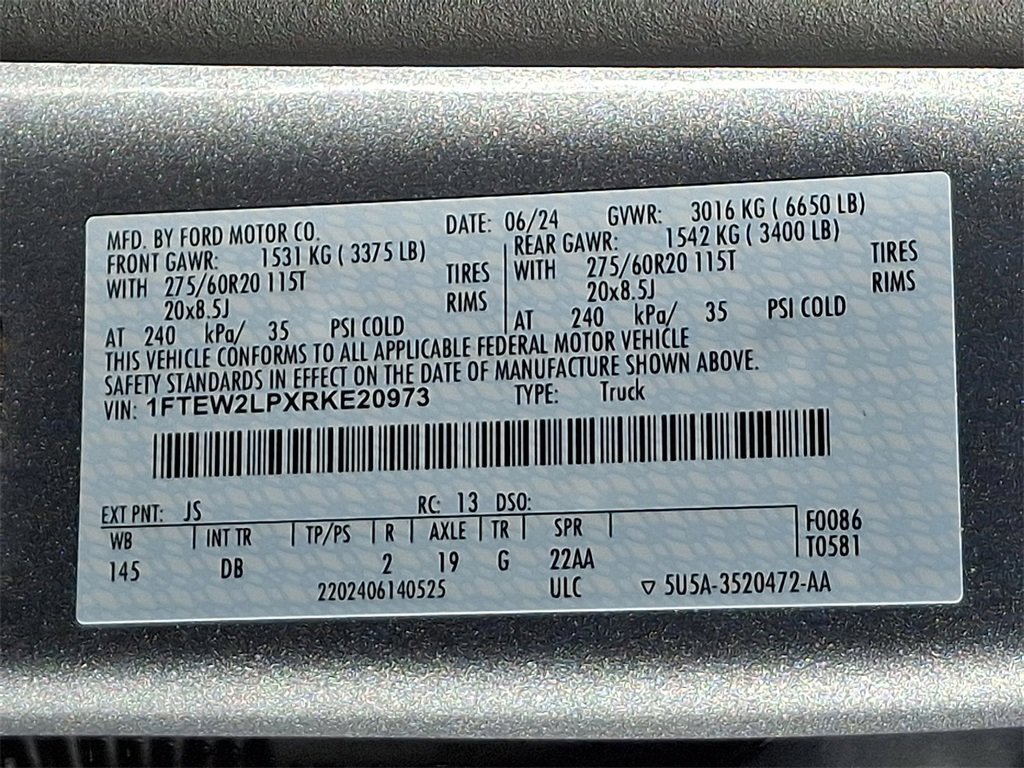 MFD. BY FORD MOTOR CO. DATE: 06/24 GVWR: 3016 KG ( 6650 LB)
FRONT GAWR: 1531 KG ( 3375 LB) REAR GAWR: 1542 KG ( 3400 LB)
WITH 275/60R20 115T TIRES WITH 275/60R20 115T TIRES
20x8.5J RIMS 20x8.5J RIMS
AT 240 kPa/ 35 PSI COLD AT 240 kPa/ 35 PSI COLD
THIS VEHICLE CONFORMS TO ALL APPLICABLE FEDERAL MOTOR VEHICLE
SAFETY STANDARDS IN EFFECT ON THE DATE OF MANUFACTURE SHOWN ABOVE.
VIN: 1FTEW2LPXRKE20973 TYPE: Truck
EXT PNT: JS RC: 13 DSO:
WB INT TR TP/PS R AXLE TR SPR F0086
145 DB 2 19 G 22AA T0581
2202406140525 ULC ▽ 5U5A-3520472-AA